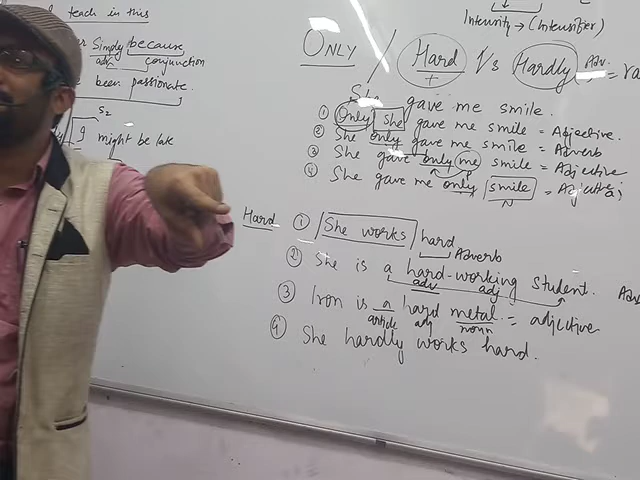 I teach in this
Simply because
adv conjunction
been passionate.
S2
I might be late
Intensity → (Intensifier)
ONLY / Hard Vs Hardly Adv. =
+
She gave me smile.
① Only she gave me smile = Adjective.
② She only gave me smile = Adverb
③ She gave only me smile = Adjective
④ She gave me only smile = Adjective
N
Hard ① She works hard
Adverb
② She is a hard-working student.
adv adj
③ Iron is a hard metal = adjective
article adj noun
④ She hardly works hard.